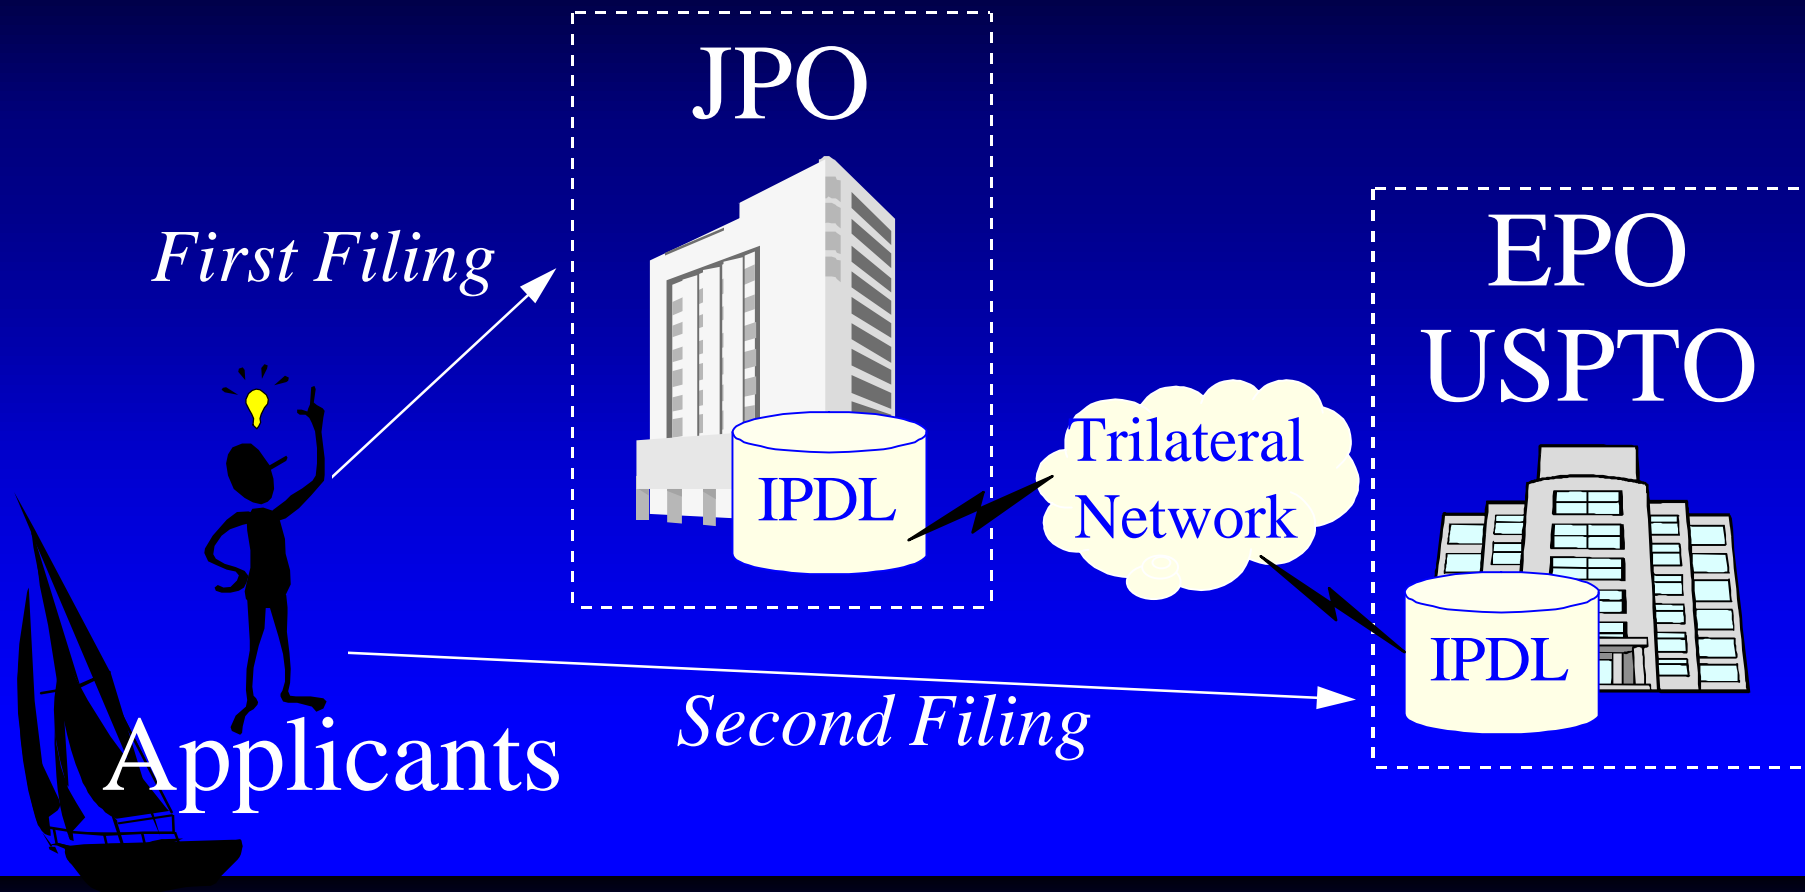 JPO
First Filing
EPO
USPTO
Trilateral
Network
IPDL
IPDL
Second Filing
Applicants